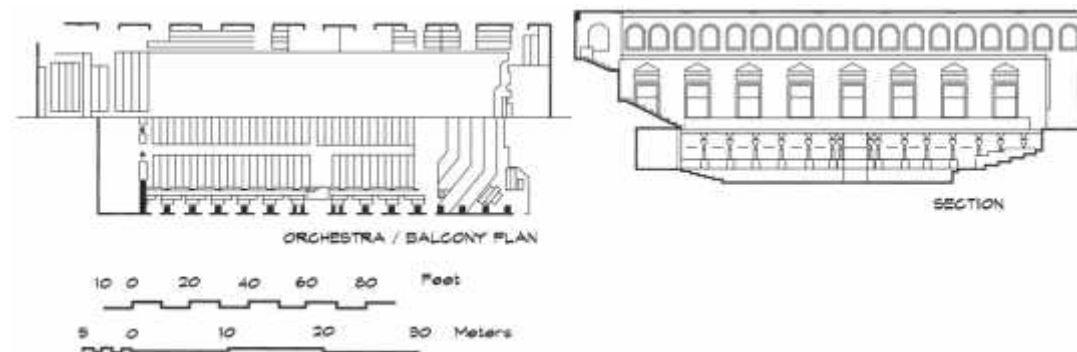 SECTION
ORCHESTRA / BALCONY PLAN
10 0 20 40 60 80 Feet
5 0 10 20 30 Meters